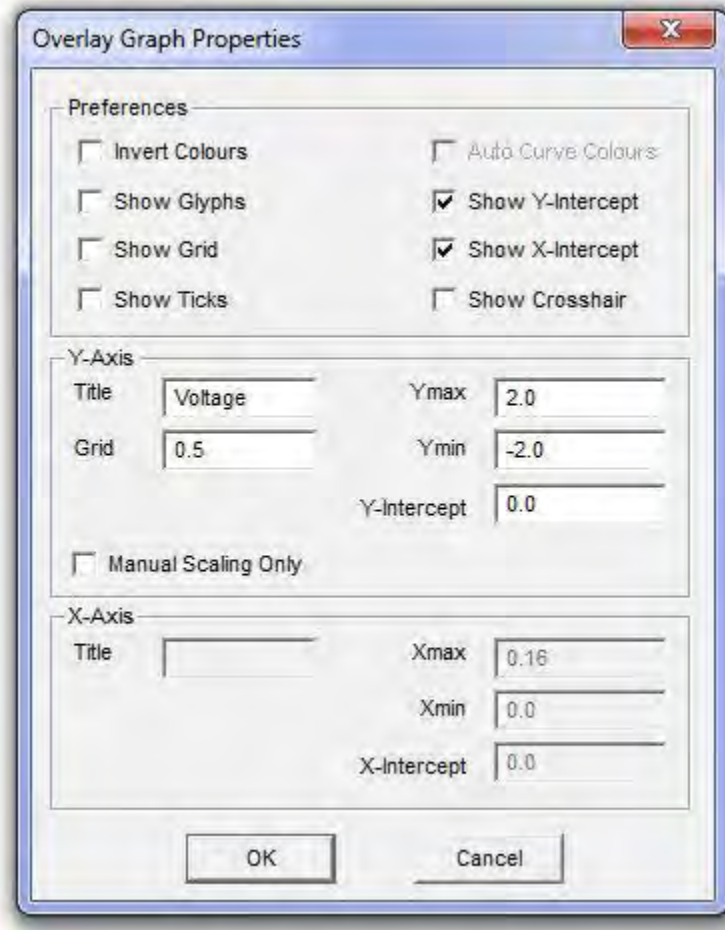 Overlay Graph Properties
Preferences
Invert Colours Auto Curve Colours
Show Glyphs Show Y-Intercept
Show Grid Show X-Intercept
Show Ticks Show Crosshair
Y-Axis
Title Voltage Ymax 2.0
Grid 0.5 Ymin -2.0
Y-Intercept 0.0
Manual Scaling Only
X-Axis
Title Xmax 0.16
Xmin 0.0
X-Intercept 0.0
OK Cancel